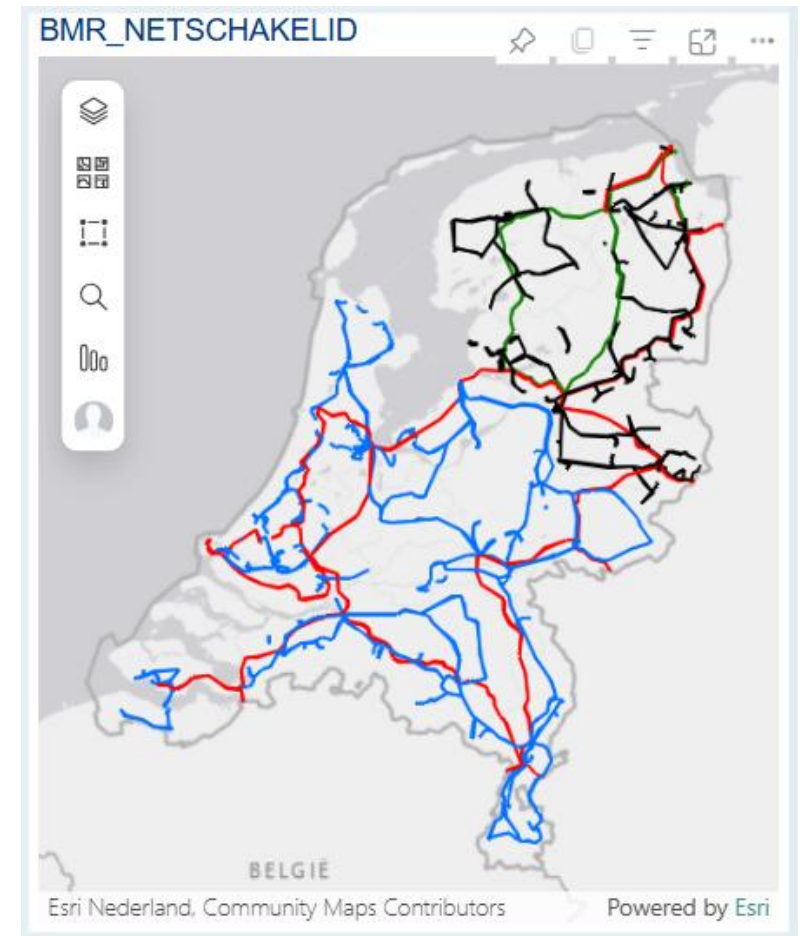 BMR_NETSCHAKELID
BELGIË
Esri Nederland, Community Maps Contributors
Powered by Esri